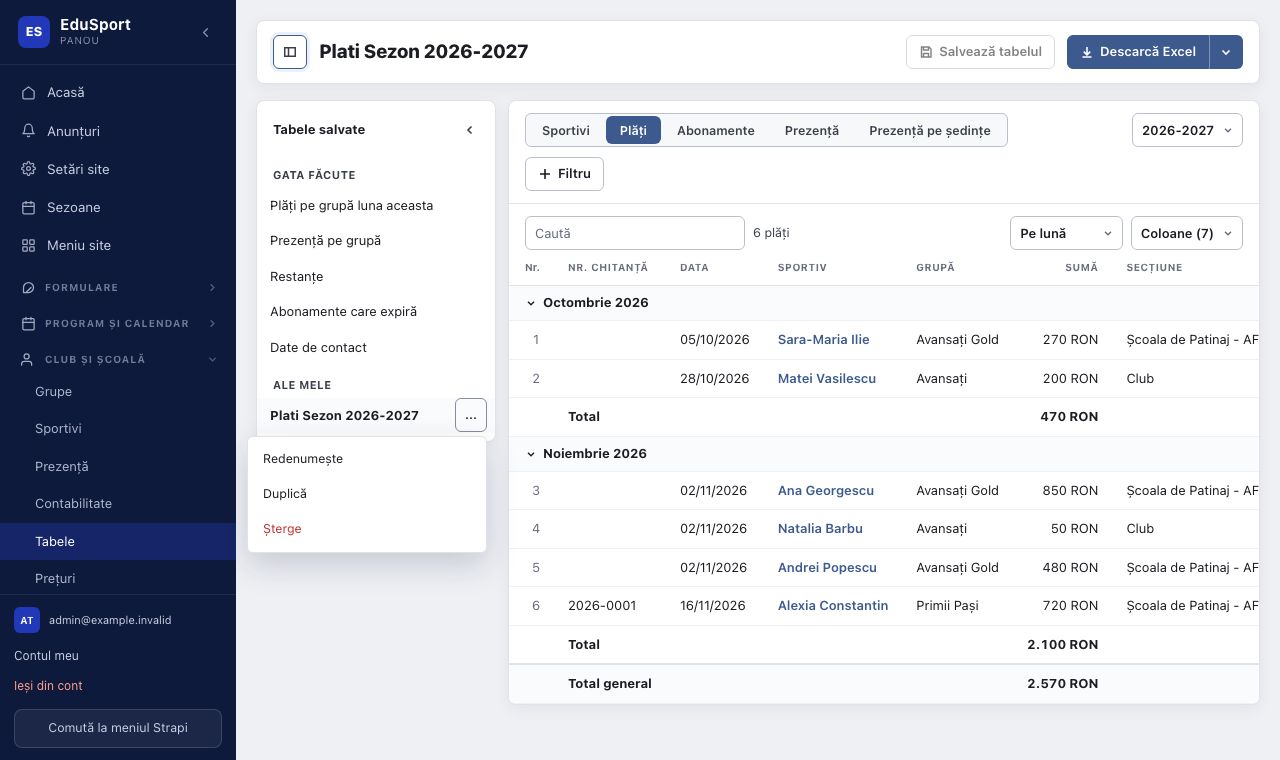 ES
EduSport
PANOU
Acasă
Anunțuri
Setări site
Sezoane
Meniu site
FORMULARE
PROGRAM ȘI CALENDAR
CLUB ȘI ȘCOALĂ
Grupe
Sportivi
Prezență
Contabilitate
Tabele
Prețuri
AT admin@example.invalid
Contul meu
Ieși din cont
Comută la meniul Strapi
Plati Sezon 2026-2027
Salvează tabelul
Descarcă Excel
Tabele salvate
GATA FĂCUTE
Plăți pe grupă luna aceasta
Prezență pe grupă
Restanțe
Abonamente care expiră
Date de contact
ALE MELE
Plati Sezon 2026-2027 ...
Redenumește
Duplică
Șterge
Sportivi Plăți Abonamente Prezență Prezență pe ședințe
2026-2027
Filtru
Caută 6 plăți Pe lună Coloane (7)
Nr. NR. CHITANȚĂ DATA SPORTIV GRUPĂ SUMĂ SECȚIUNE
Octombrie 2026
1 05/10/2026 Sara-Maria Ilie Avansați Gold 270 RON Școala de Patinaj - AF
2 28/10/2026 Matei Vasilescu Avansați 200 RON Club
Total 470 RON
Noiembrie 2026
3 02/11/2026 Ana Georgescu Avansați Gold 850 RON Școala de Patinaj - AF
4 02/11/2026 Natalia Barbu Avansați 50 RON Club
5 02/11/2026 Andrei Popescu Avansați Gold 480 RON Școala de Patinaj - AF
6 2026-0001 16/11/2026 Alexia Constantin Primii Pași 720 RON Școala de Patinaj - AF
Total 2.100 RON
Total general 2.570 RON